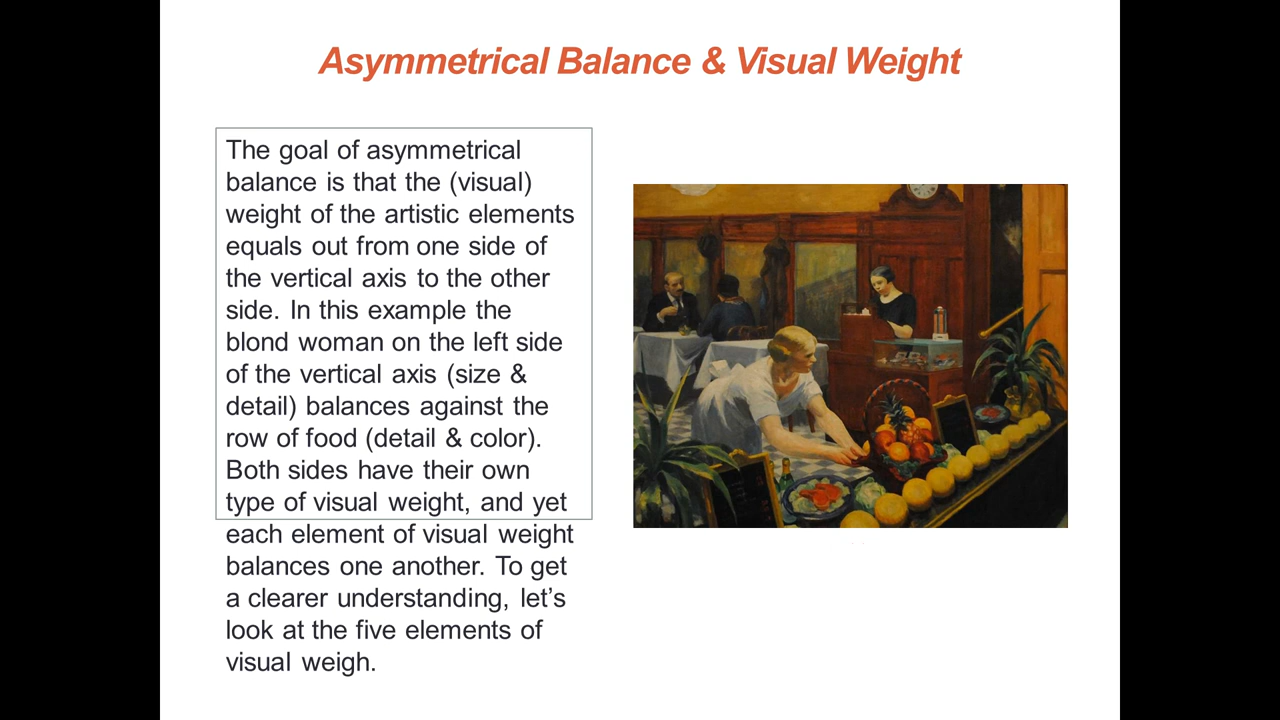 Asymmetrical Balance & Visual Weight
The goal of asymmetrical
balance is that the (visual)
weight of the artistic elements
equals out from one side of
the vertical axis to the other
side. In this example the
blond woman on the left side
of the vertical axis (size &
detail) balances against the
row of food (detail & color).
Both sides have their own
type of visual weight, and yet
each element of visual weight
balances one another. To get
a clearer understanding, let’s
look at the five elements of
visual weigh.